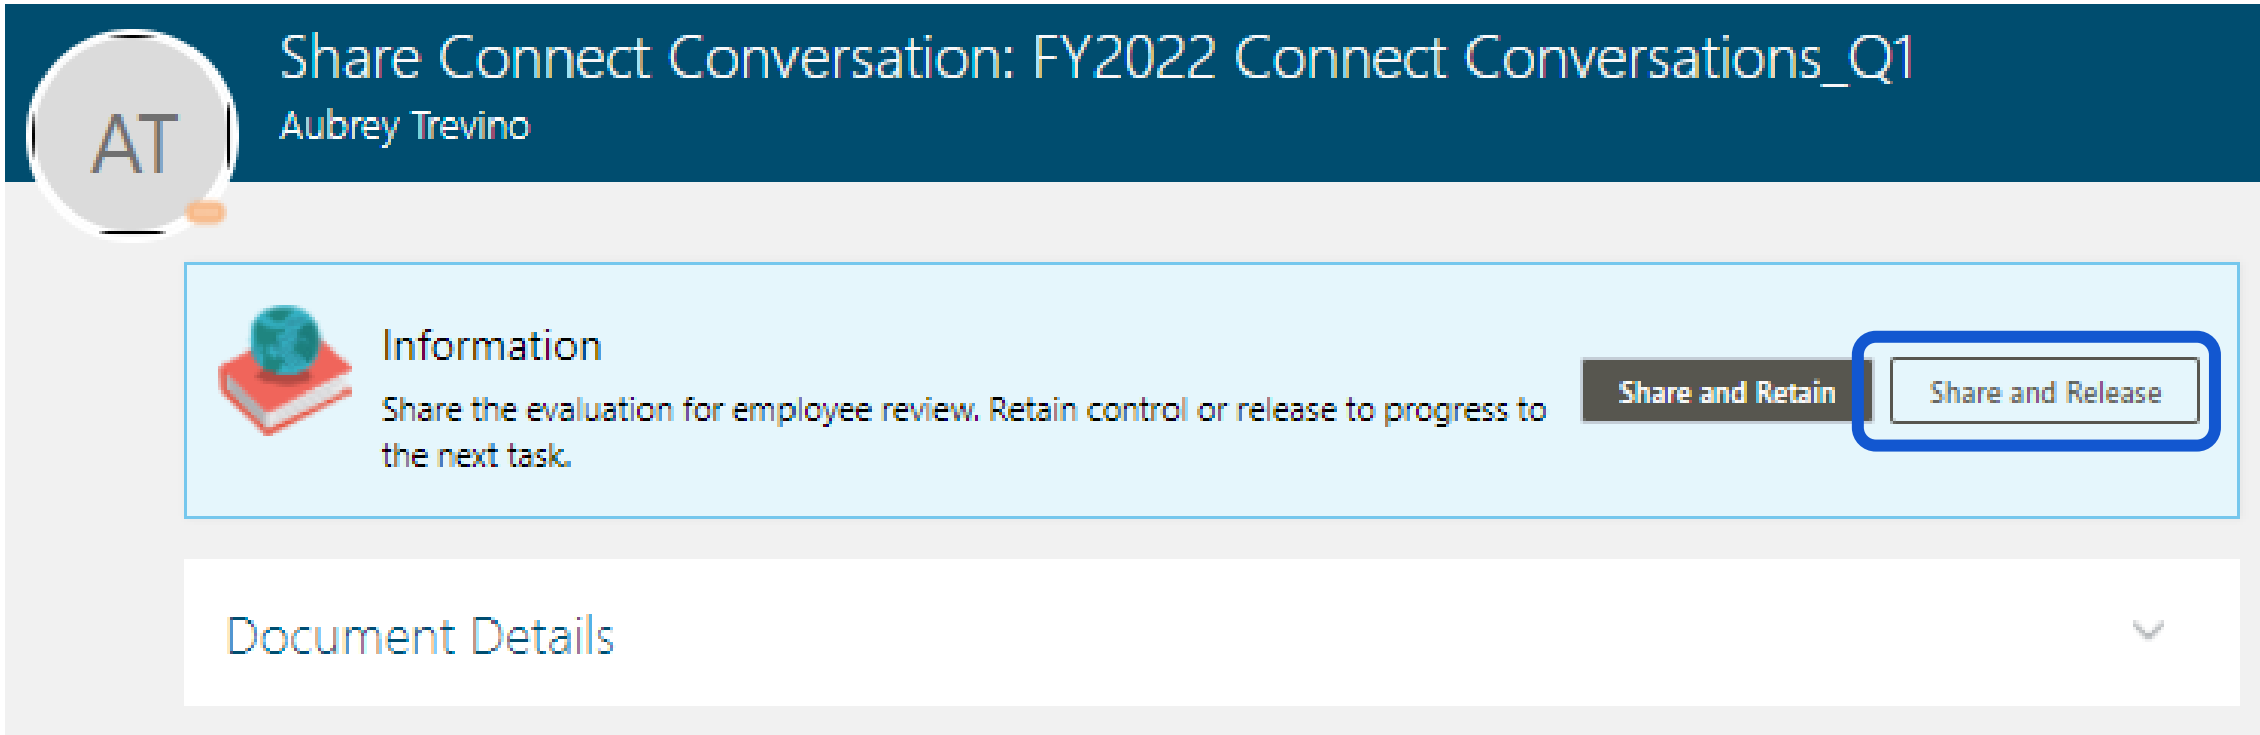 Share Connect Conversation: FY2022 Connect Conversations_Q1
Aubrey Trevino
AT
Information
Share the evaluation for employee review. Retain control or release to progress to
the next task.
Share and Retain
Share and Release
Document Details